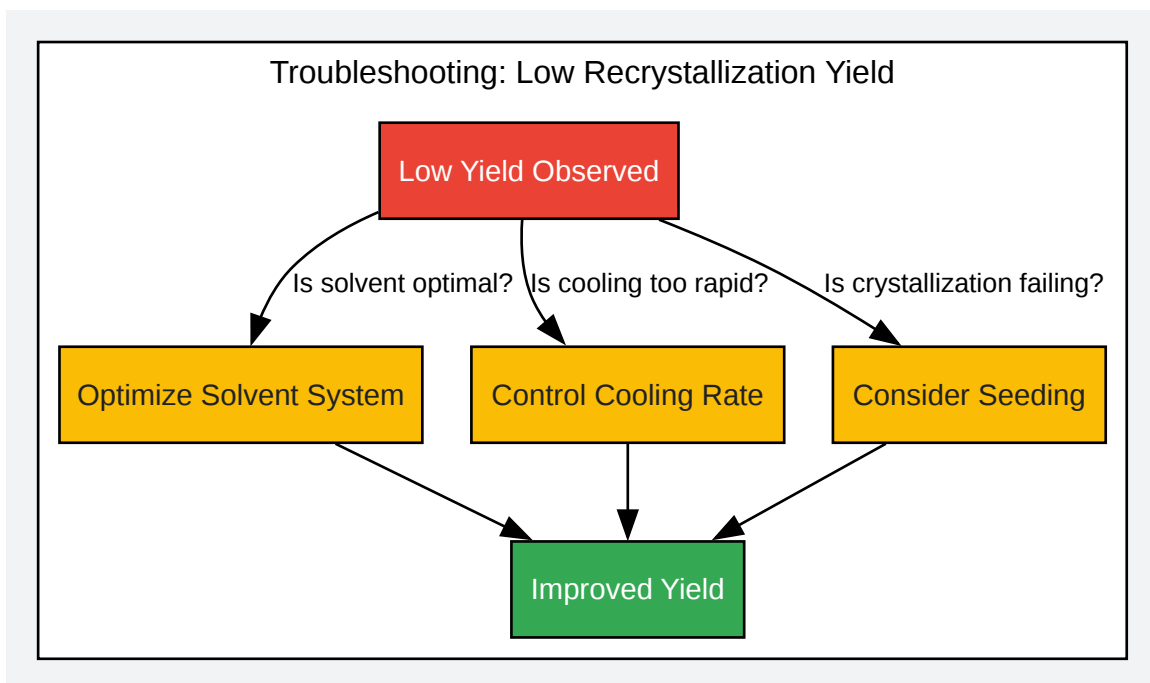 Troubleshooting: Low Recrystallization Yield
Low Yield Observed
Is solvent optimal?
Is cooling too rapid?
Is crystallization failing?
Optimize Solvent System
Control Cooling Rate
Consider Seeding
Improved Yield